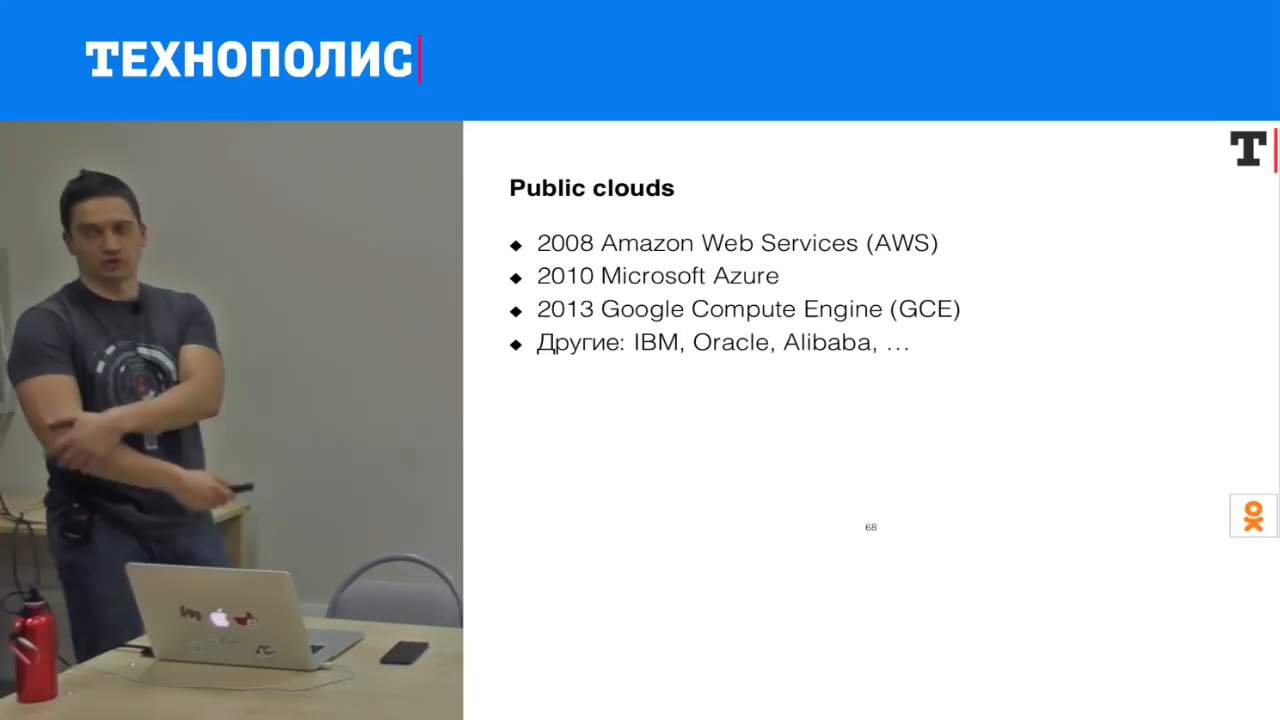 ТЕХНОПОЛИС
T
Public clouds
◆ 2008 Amazon Web Services (AWS)
◆ 2010 Microsoft Azure
◆ 2013 Google Compute Engine (GCE)
◆ Другие: IBM, Oracle, Alibaba, …
68